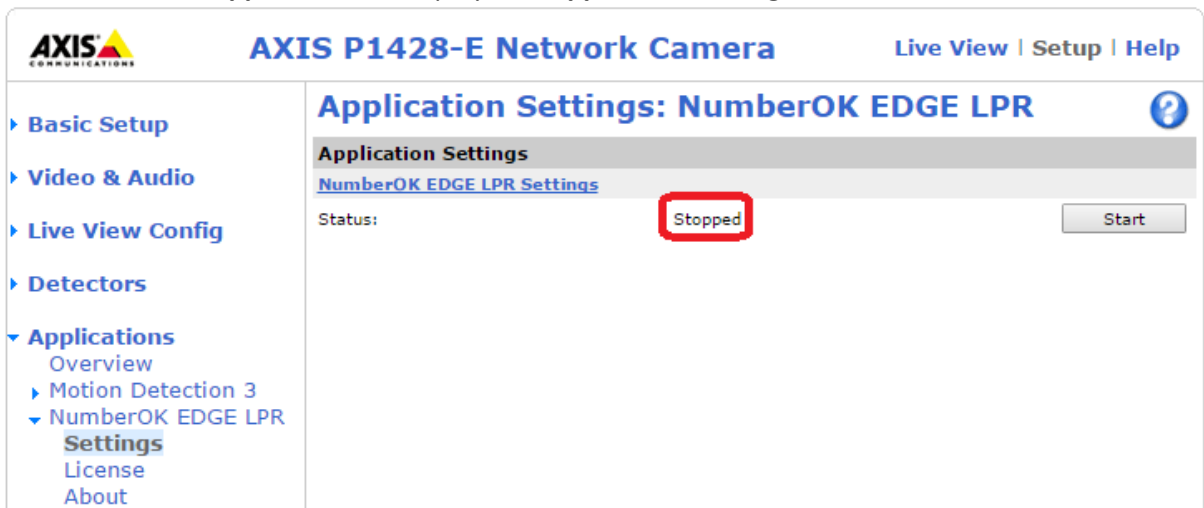 AXIS
COMMUNICATIONS
AXIS P1428-E Network Camera
Live View | Setup | Help
Basic Setup
Video & Audio
Live View Config
Detectors
Applications
Overview
Motion Detection 3
NumberOK EDGE LPR
Settings
License
About
Application Settings: NumberOK EDGE LPR
?
Application Settings
NumberOK EDGE LPR Settings
Status: Stopped Start